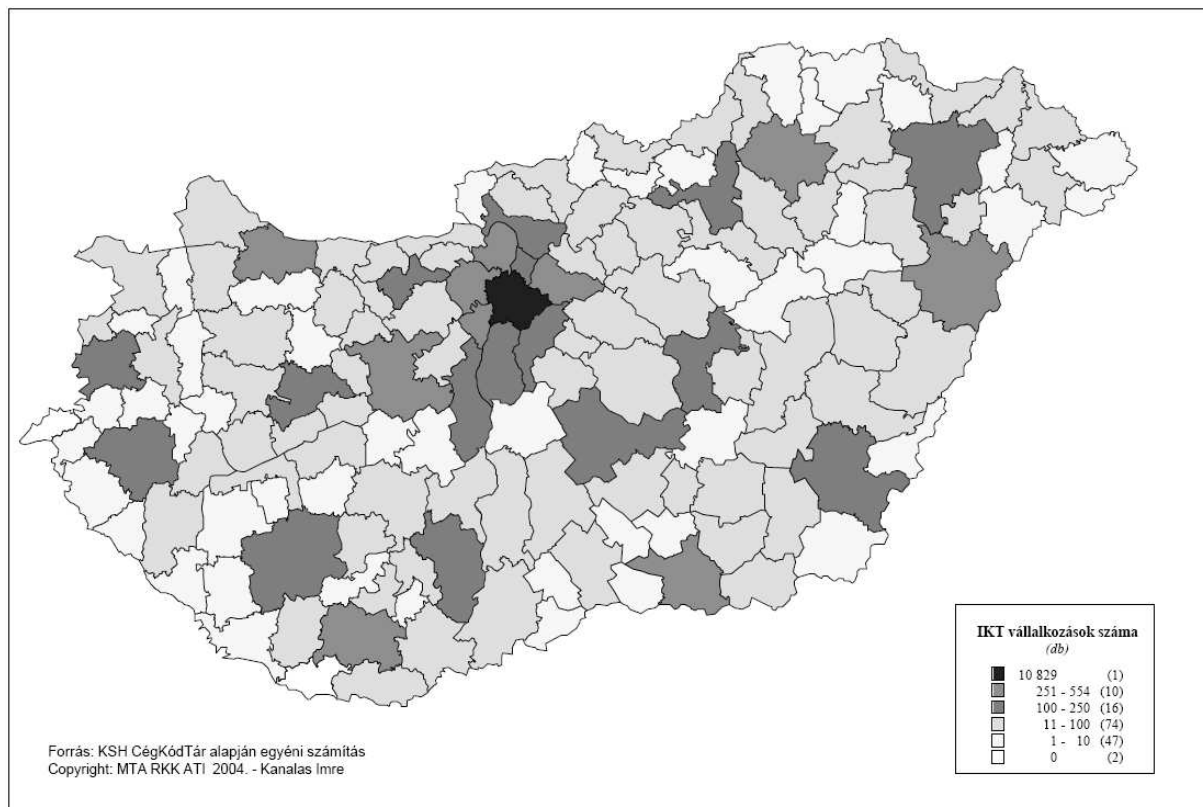 IKT vállalkozások száma
(db)
10 829 (1)
251 - 554 (10)
100 - 250 (16)
11 - 100 (74)
1 - 10 (47)
0 (2)
Forrás: KSH CégKódTár alapján egyéni számítás
Copyright: MTA RKK ATI 2004. - Kanalas Imre